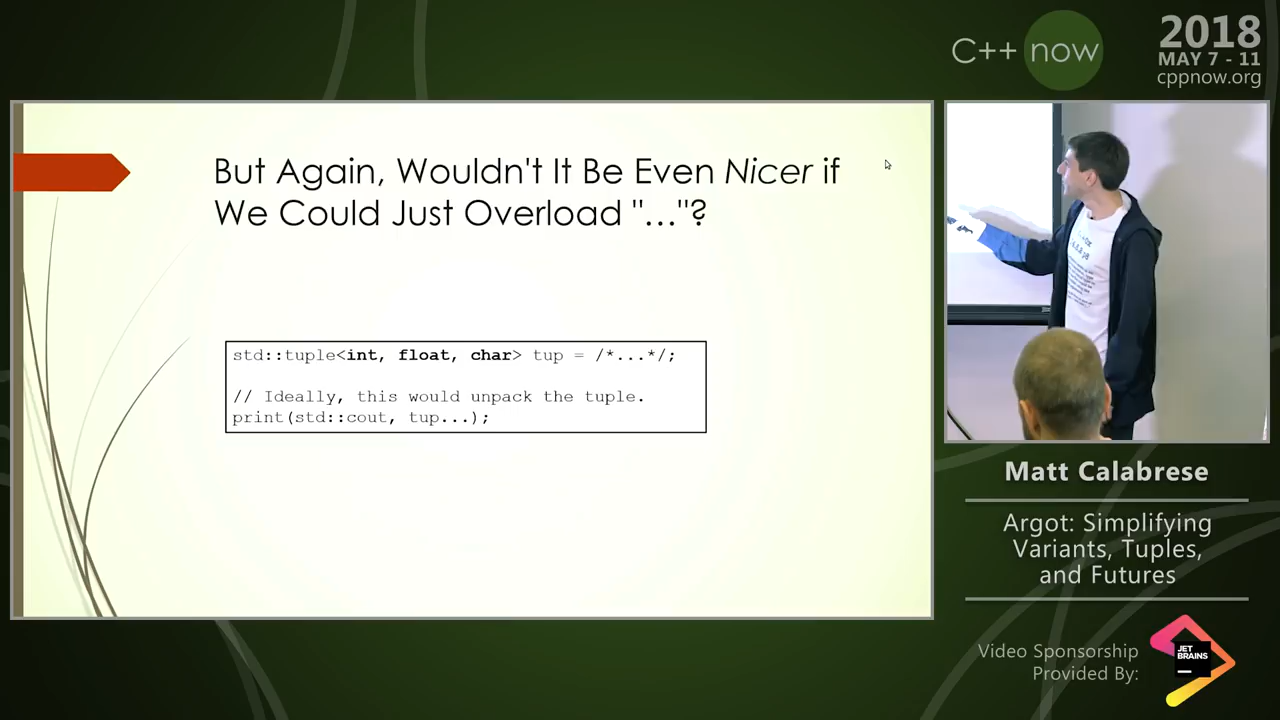 C++ now
2018
MAY 7 - 11
cppnow.org
But Again, Wouldn't It Be Even Nicer if
We Could Just Overload "…"?
std::tuple<int, float, char> tup = /*...*/;
// Ideally, this would unpack the tuple.
print(std::cout, tup...);
Matt Calabrese
Argot: Simplifying
Variants, Tuples,
and Futures
Video Sponsorship
Provided By:
JET
BRAINS